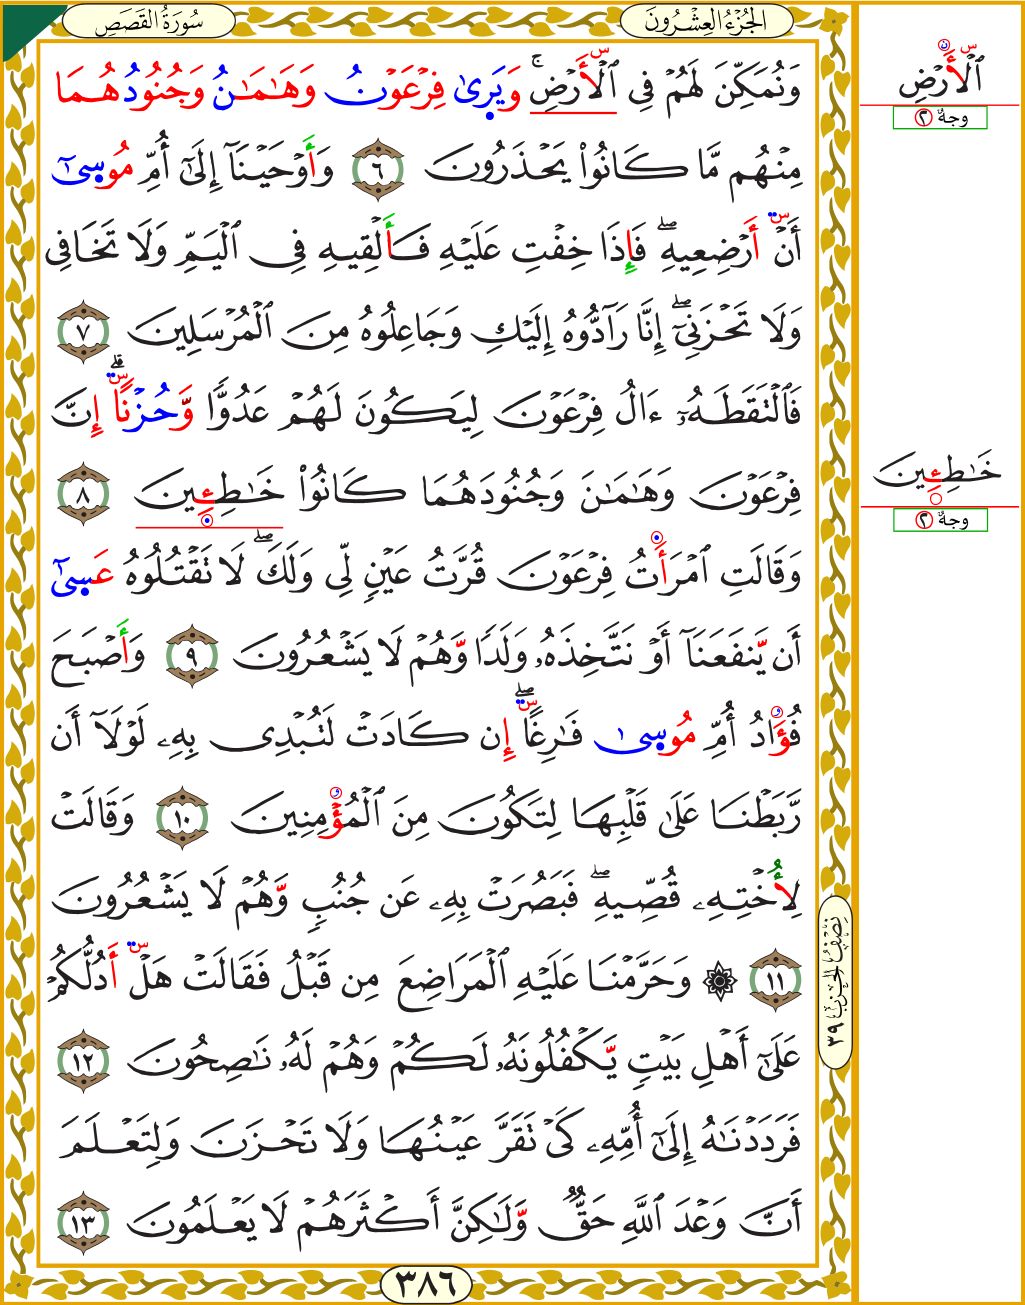 الجُزْءُ العِشْرُونَ
سُورَةُ القَصَصِ
وَنُمَكِّنَ لَهُمْ فِي ٱلْأَرْضِ ۚ وَيَرَىٰ فِرْعَوْنُ وَهَٰمَٰنُ وَجُنُودُهُمَا
مِنْهُم مَّا كَانُوا۟ يَحْذَرُونَ ٦ وَأَوْحَيْنَآ إِلَىٰٓ أُمِّ مُوسَىٰٓ
أَنْ أَرْضِعِيهِ ۖ فَإِذَا خِفْتِ عَلَيْهِ فَأَلْقِيهِ فِي ٱلْيَمِّ وَلَا تَخَافِي
وَلَا تَحْزَنِيٓ ۖ إِنَّا رَآدُّوهُ إِلَيْكِ وَجَاعِلُوهُ مِنَ ٱلْمُرْسَلِينَ ٧
فَٱلْتَقَطَهُۥٓ ءَالُ فِرْعَوْنَ لِيَكُونَ لَهُمْ عَدُوًّا وَّحُزْنًا ۗ إِنَّ
فِرْعَوْنَ وَهَٰمَٰنَ وَجُنُودَهُمَا كَانُوا۟ خَٰطِـِٔينَ ٨
وَقَالَتِ ٱمْرَأَتُ فِرْعَوْنَ قُرَّتُ عَيْنٍ لِّي وَلَكَ ۖ لَا تَقْتُلُوهُ عَسَىٰٓ
أَن يَّنفَعَنَآ أَوْ نَتَّخِذَهُۥ وَلَدًا وَّهُمْ لَا يَشْعُرُونَ ٩ وَأَصْبَحَ
فُؤَادُ أُمِّ مُوسَىٰ فَٰرِغًا ۖ إِن كَادَتْ لَتُبْدِي بِهِۦ لَوْلَآ أَن
رَّبَطْنَا عَلَىٰ قَلْبِهَا لِتَكُونَ مِنَ ٱلْمُؤْمِنِينَ ١٠ وَقَالَتْ
لِأُخْتِهِۦ قُصِّيهِ ۖ فَبَصُرَتْ بِهِۦ عَن جُنُبٍ وَّهُمْ لَا يَشْعُرُونَ
١١ ۞ وَحَرَّمْنَا عَلَيْهِ ٱلْمَرَاضِعَ مِن قَبْلُ فَقَالَتْ هَلْ أَدُلُّكُمْ
عَلَىٰٓ أَهْلِ بَيْتٍ يَّكْفُلُونَهُۥ لَكُمْ وَهُمْ لَهُۥ نَٰصِحُونَ ١٢
فَرَدَدْنَٰهُ إِلَىٰٓ أُمِّهِۦ كَيْ تَقَرَّ عَيْنُهَا وَلَا تَحْزَنَ وَلِتَعْلَمَ
أَنَّ وَعْدَ ٱللَّهِ حَقٌّ وَّلَٰكِنَّ أَكْثَرَهُمْ لَا يَعْلَمُونَ ١٣
٣٨٦
نِصْفُ الحِزْبِ ٣٩
ٱلْأَرْضِ
وجهٌ ٢
خَٰطِـِٔينَ
وجهٌ ٢